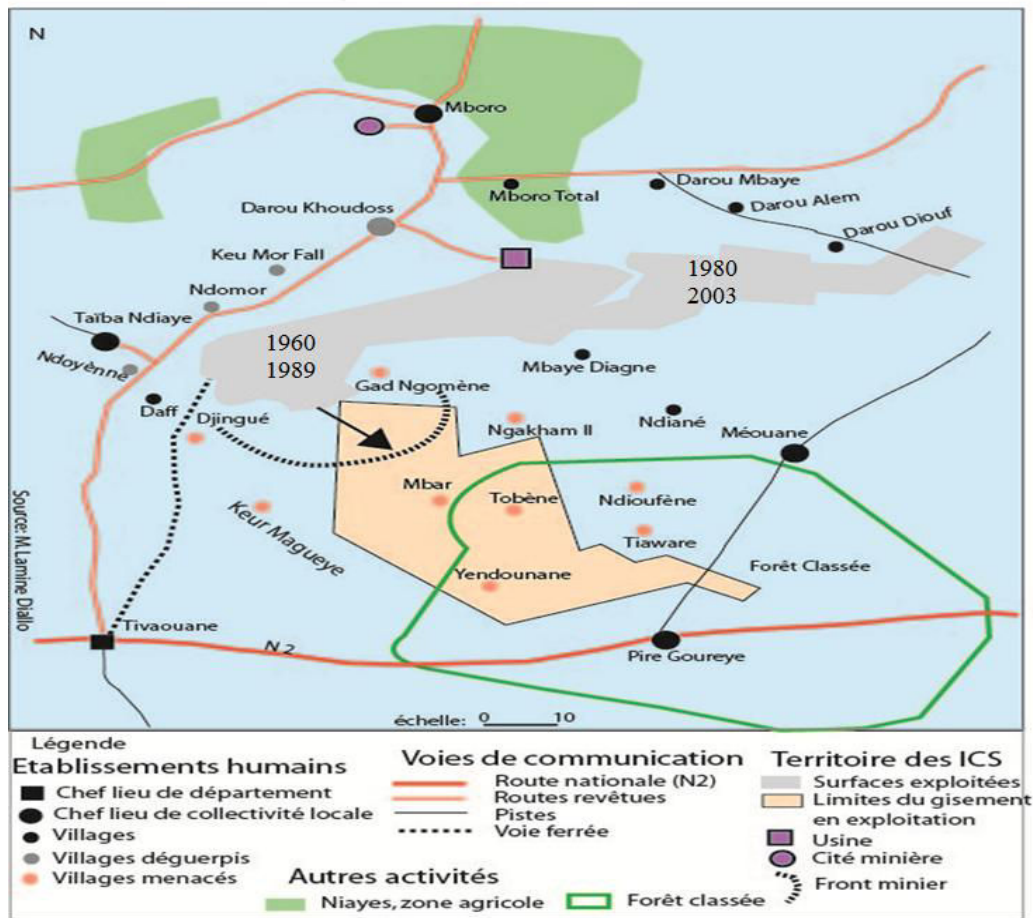 N
Mboro
Mboro Total
Darou Mbaye
Darou Alem
Darou Diouf
Darou Khoudoss
Keu Mor Fall
Ndomor
Taïba Ndiaye
Ndoyènne
Daff
Djingué
1980
2003
1960
1989
Gad Ngomène
Mbaye Diagne
Ngakham II
Ndiané
Méouane
Mbar
Tobène
Ndioufène
Tiaware
Keur Magueye
Yendounane
Forêt Classée
Source: M.Lamine Diallo
Tivaouane
N 2
Pire Goureye
échelle: 0 10
Légende
Etablissements humains
Chef lieu de département
Chef lieu de collectivité locale
Villages
Villages déguerpis
Villages menacés
Voies de communication
Route nationale (N2)
Routes revêtues
Pistes
Voie ferrée
Territoire des ICS
Surfaces exploitées
Limites du gisement
en exploitation
Usine
Cité minière
Front minier
Autres activités
Niayes, zone agricole
Forêt classée